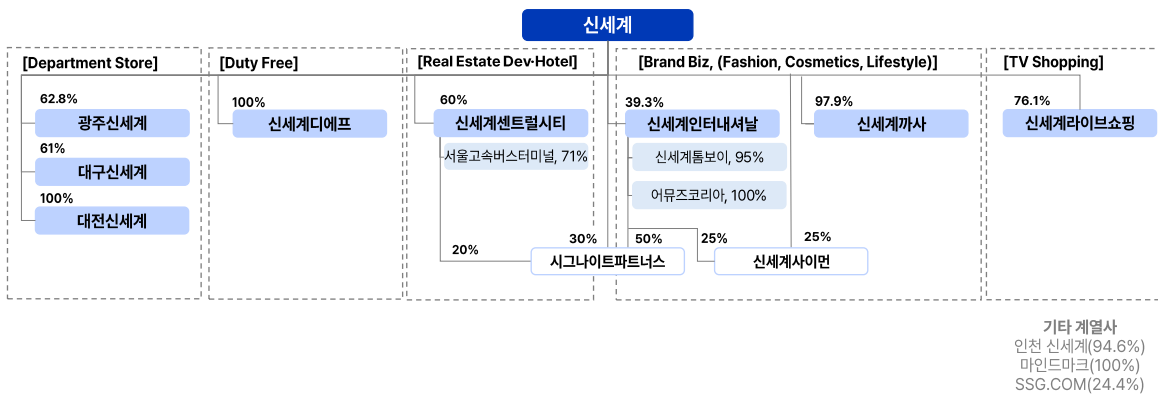 신세계
[Department Store]
62.8%
광주신세계
61%
대구신세계
100%
대전신세계
[Duty Free]
100%
신세계디에프
[Real Estate Dev·Hotel]
60%
신세계센트럴시티
서울고속버스터미널, 71%
20%
30%
[Brand Biz, (Fashion, Cosmetics, Lifestyle)]
39.3%
신세계인터내셔날
신세계톰보이, 95%
어뮤즈코리아, 100%
50%
시그나이트파트너스
97.9%
신세계까사
25%
25%
신세계사이먼
[TV Shopping]
76.1%
신세계라이브쇼핑
기타 계열사
인천 신세계(94.6%)
마인드마크(100%)
SSG.COM(24.4%)